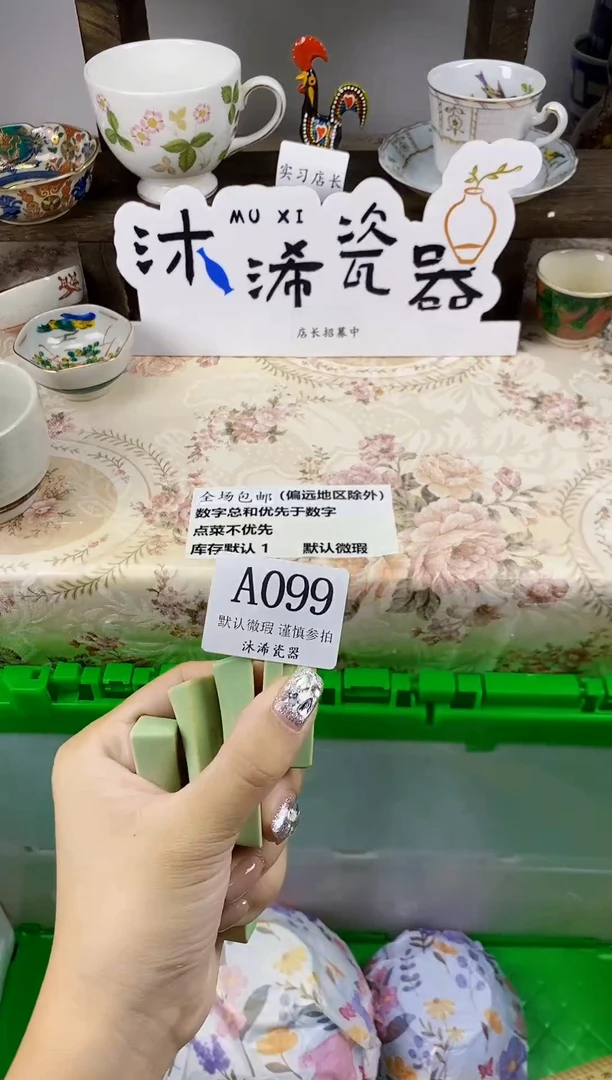 实习店长
MU XI
沐浠瓷器
店长招募中
全场包邮（偏远地区除外）
数字总和优先于数字
点菜不优先
库存默认1 默认微瑕
A099
默认微瑕 谨慎参拍
沐浠瓷器